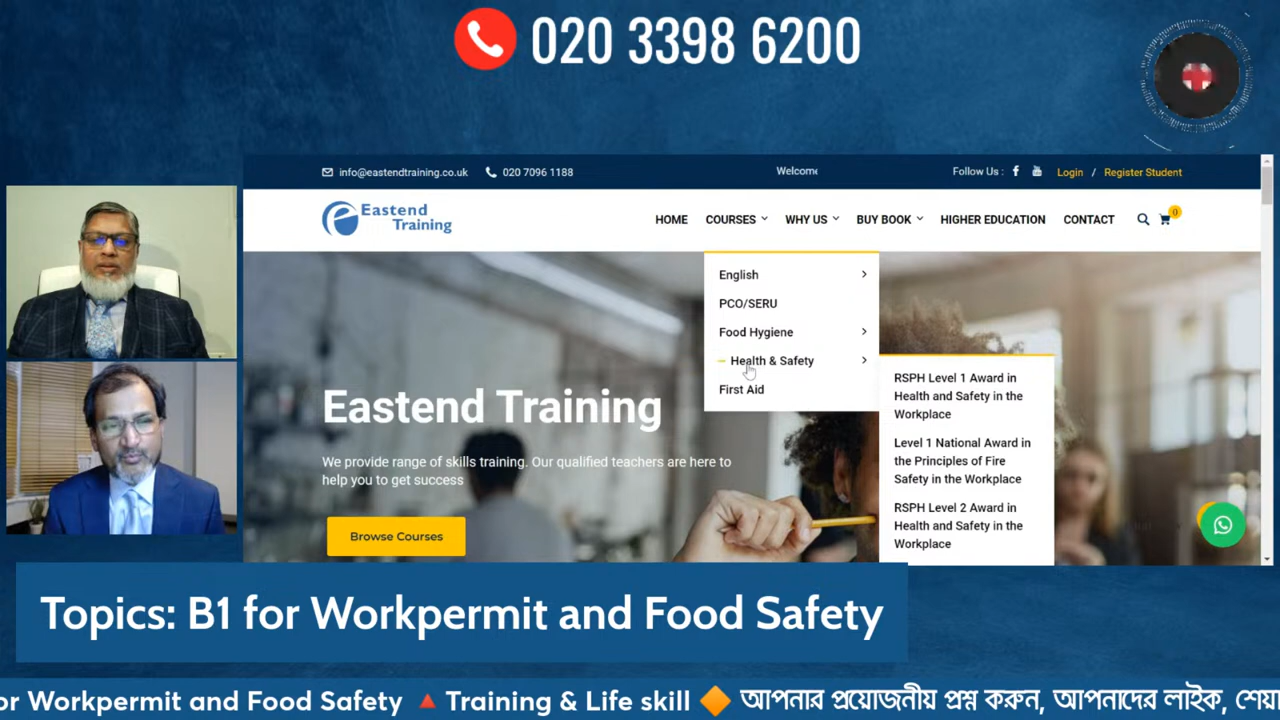 020 3398 6200
info@eastendtraining.co.uk
020 7096 1188
Welcome
Follow Us :
Login / Register Student
Eastend
Training
HOME
COURSES
WHY US
BUY BOOK
HIGHER EDUCATION
CONTACT
0
English
PCO/SERU
Food Hygiene
Health & Safety
First Aid
RSPH Level 1 Award in
Health and Safety in the
Workplace
Level 1 National Award in
the Principles of Fire
Safety in the Workplace
RSPH Level 2 Award in
Health and Safety in the
Workplace
Eastend Training
We provide range of skills training. Our qualified teachers are here to
help you to get success
Browse Courses
Topics: B1 for Workpermit and Food Safety
or Workpermit and Food Safety 🔺 Training & Life skill 🔶 আপনার প্রয়োজনীয় প্রশ্ন করুন, আপনাদের লাইক, শেয়া